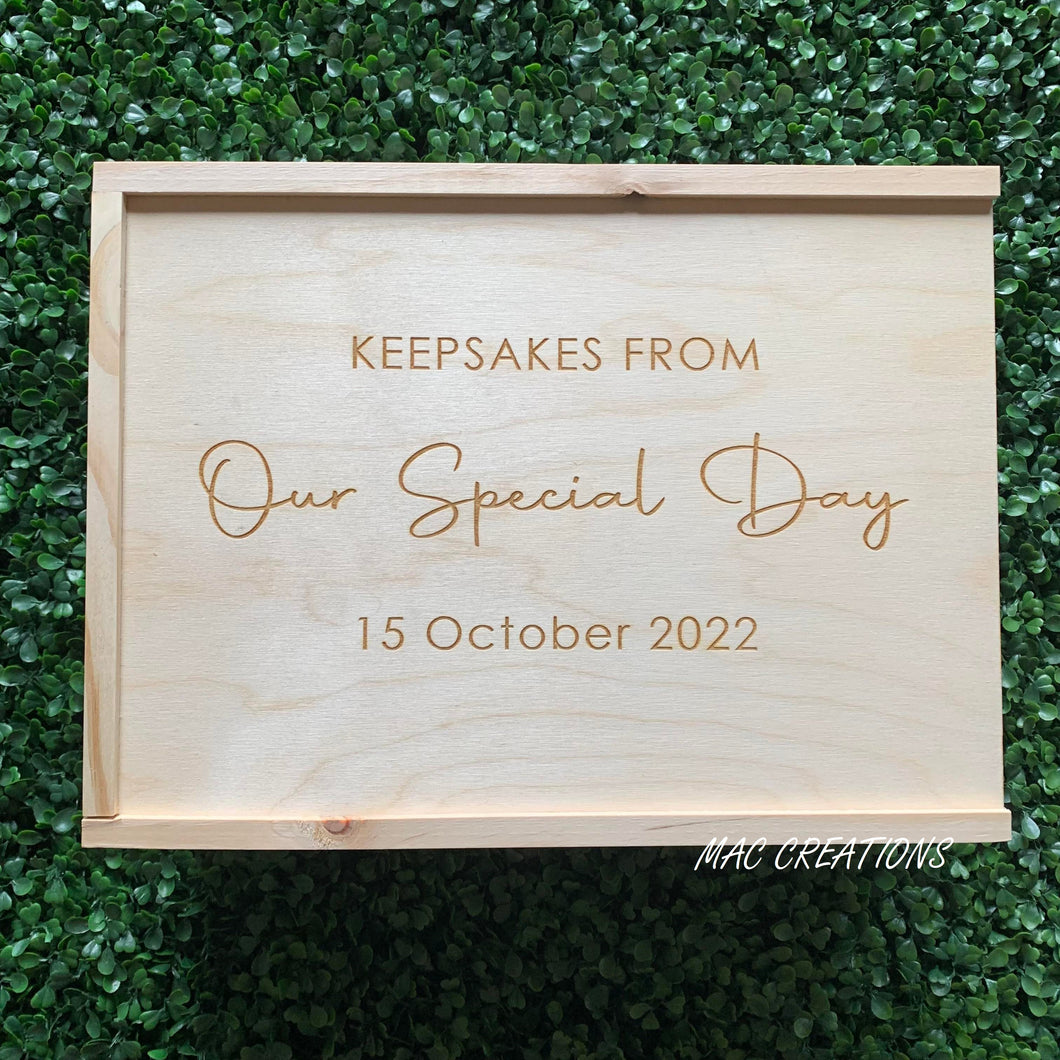 KEEPSAKES FROM
Our Special Day
15 October 2022
MAC CREATIONS